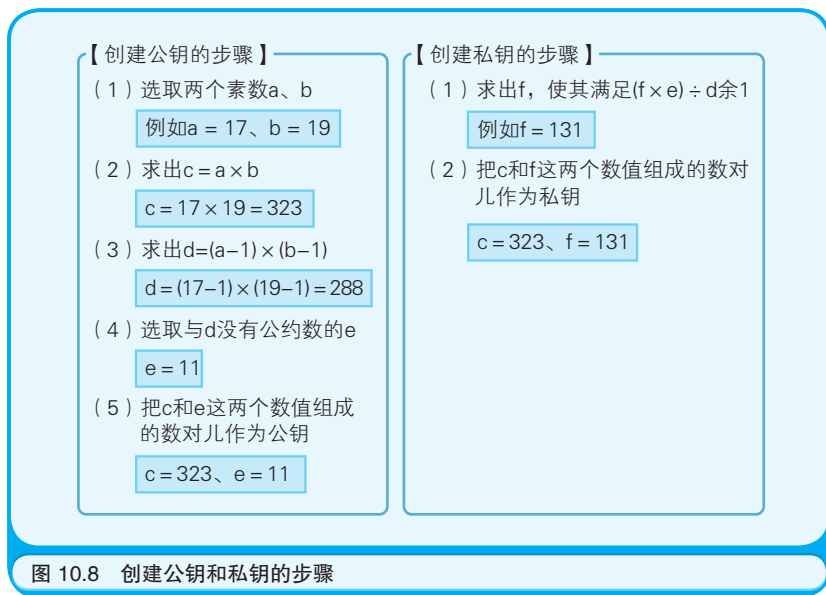 【创建公钥的步骤】
（1）选取两个素数a、b
例如a = 17、b = 19
（2）求出c = a × b
c = 17 × 19 = 323
（3）求出d=(a−1) × (b−1)
d = (17−1) × (19−1) = 288
（4）选取与d没有公约数的e
e = 11
（5）把c和e这两个数值组成
的数对儿作为公钥
c = 323、e = 11
【创建私钥的步骤】
（1）求出f，使其满足(f × e) ÷ d余1
例如f = 131
（2）把c和f这两个数值组成的数对
儿作为私钥
c = 323、f = 131
图 10.8 创建公钥和私钥的步骤